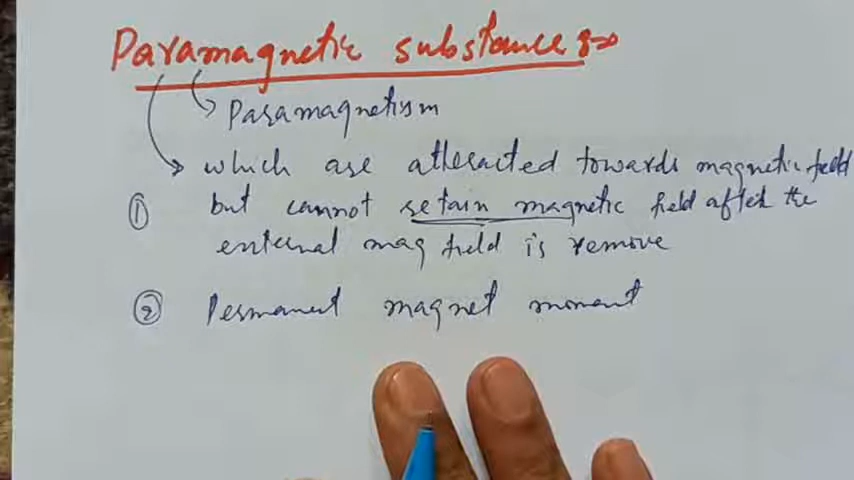 Paramagnetic substance :→
Paramagnetism
which are attracted towards magnetic field
① but cannot retain magnetic field after the
external mag field is remove
② Permanent magnet moment